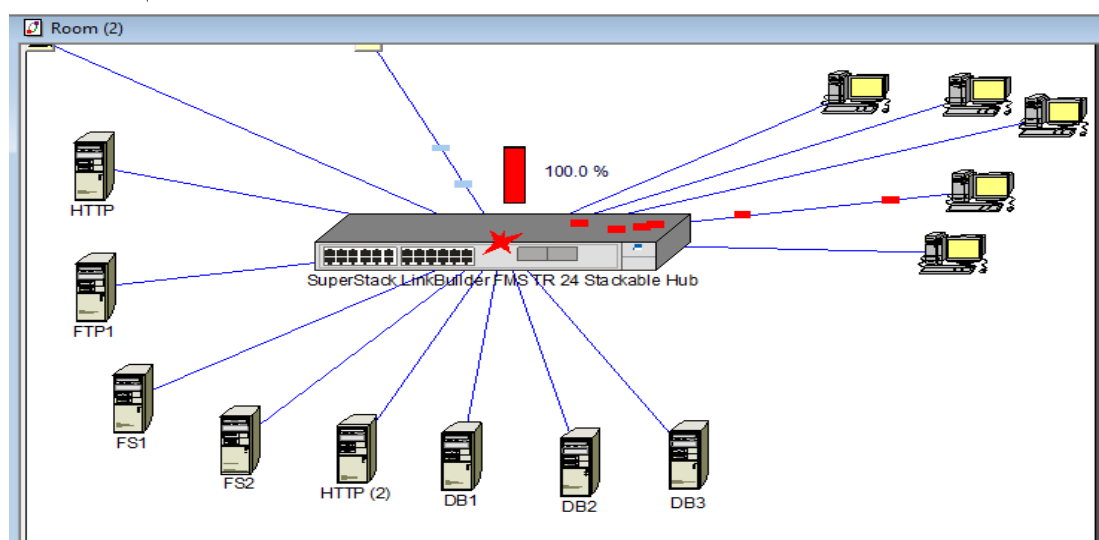 Room (2)
100.0 %
HTTP
SuperStack LinkBuilder FMS TR 24 Stackable Hub
FTP1
FS1
FS2
HTTP (2)
DB1
DB2
DB3